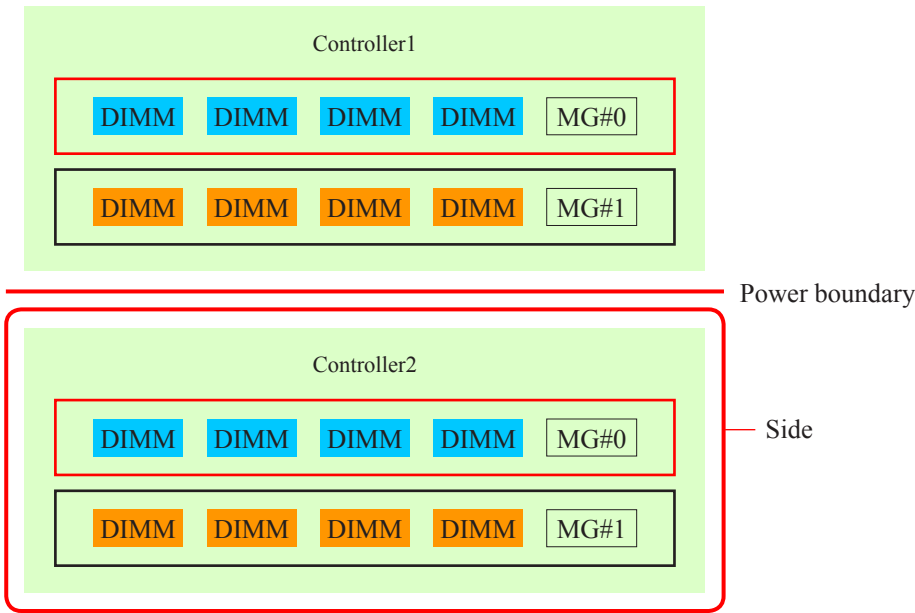 Controller1
DIMM DIMM DIMM DIMM MG#0
DIMM DIMM DIMM DIMM MG#1
Power boundary
Controller2
DIMM DIMM DIMM DIMM MG#0
Side
DIMM DIMM DIMM DIMM MG#1